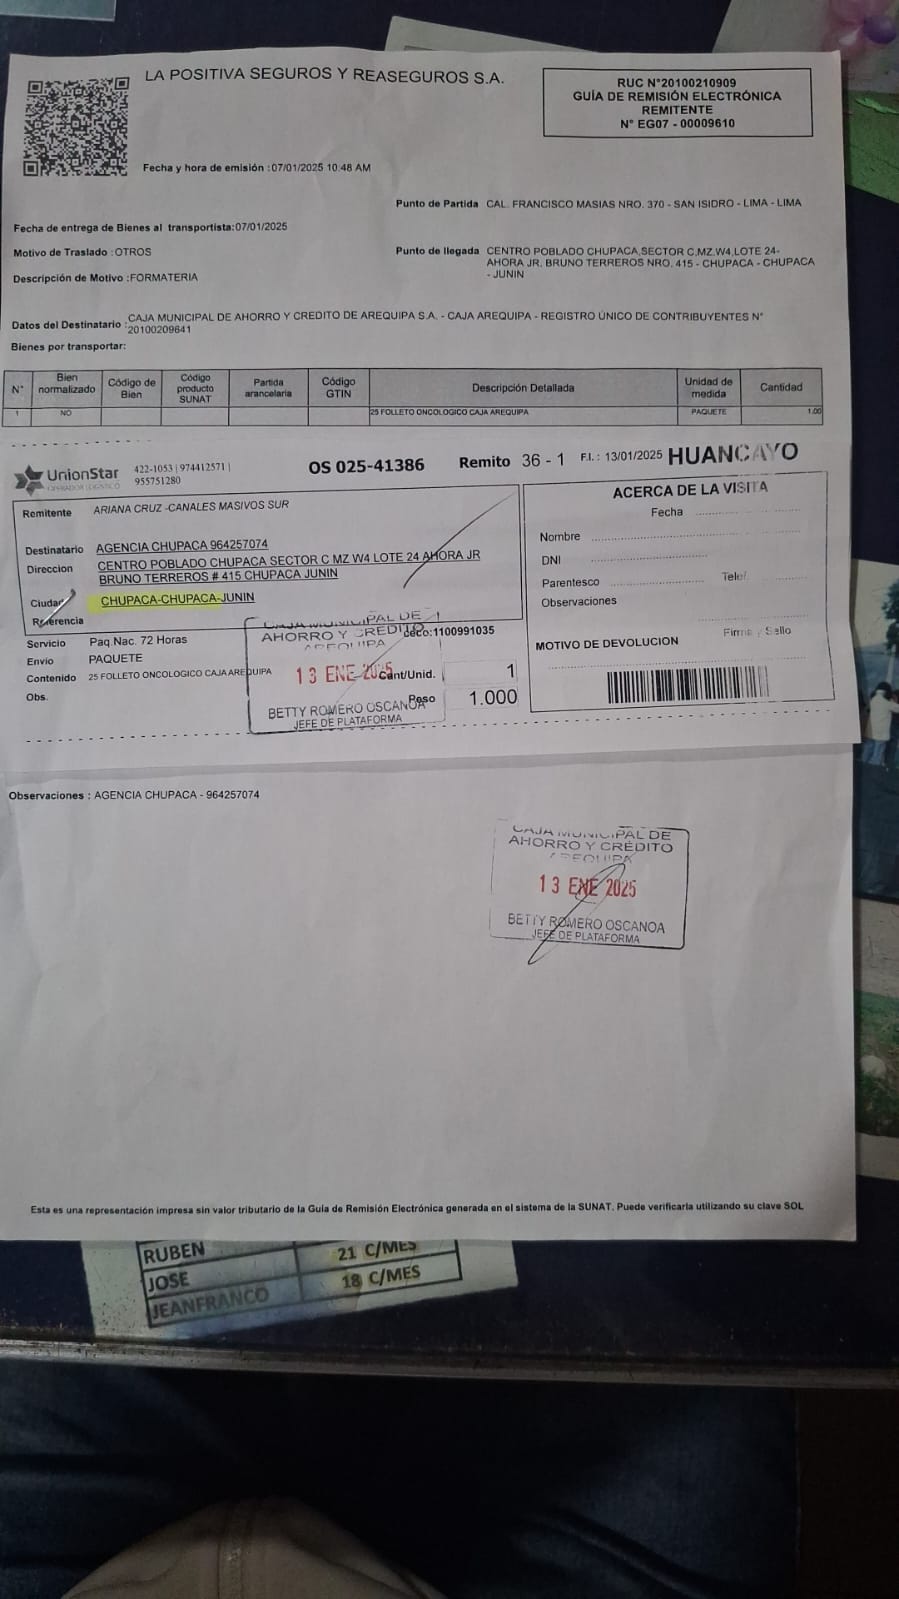 LA POSITIVA SEGUROS Y REASEGUROS S.A.
RUC N°20100210909
GUÍA DE REMISIÓN ELECTRÓNICA
REMITENTE
N° EG07 - 00009610
Fecha y hora de emisión :07/01/2025 10:48 AM
Punto de Partida CAL. FRANCISCO MASIAS NRO. 370 - SAN ISIDRO - LIMA - LIMA
Fecha de entrega de Bienes al transportista:07/01/2025
Motivo de Traslado :OTROS
Punto de llegada CENTRO POBLADO CHUPACA,SECTOR C,MZ.W4,LOTE 24-
AHORA JR. BRUNO TERREROS NRO. 415 - CHUPACA - CHUPACA
- JUNIN
Descripción de Motivo :FORMATERIA
Datos del Destinatario : CAJA MUNICIPAL DE AHORRO Y CREDITO DE AREQUIPA S.A. - CAJA AREQUIPA - REGISTRO ÚNICO DE CONTRIBUYENTES N°
20100209641
Bienes por transportar:
N° Bien normalizado Código de Bien Código producto SUNAT Partida arancelaria Código GTIN Descripción Detallada Unidad de medida Cantidad
1 NO 25 FOLLETO ONCOLOGICO CAJA AREQUIPA PAQUETE 1.00
UnionStar
OPERADOR LOGISTICO
422-1053 | 974412571 |
955751280
OS 025-41386 Remito 36 - 1 F.I.: 13/01/2025 HUANCAYO
Remitente ARIANA CRUZ -CANALES MASIVOS SUR
Destinatario AGENCIA CHUPACA 964257074
Direccion CENTRO POBLADO CHUPACA SECTOR C MZ W4 LOTE 24 AHORA JR
BRUNO TERREROS # 415 CHUPACA JUNIN
Ciudad CHUPACA-CHUPACA-JUNIN
Referencia
Servicio Paq.Nac. 72 Horas
Envio PAQUETE
Contenido 25 FOLLETO ONCOLOGICO CAJA AREQUIPA
Obs.
deco:1100991035
Cant/Unid. 1
Peso 1.000
CAJA MUNICIPAL DE
AHORRO Y CREDITO
AREQUIPA
13 ENE 2025
BETTY ROMERO OSCANOA
JEFE DE PLATAFORMA
ACERCA DE LA VISITA
Fecha
Nombre
DNI
Parentesco Telef.
Observaciones
Firma y Sello
MOTIVO DE DEVOLUCION
Observaciones : AGENCIA CHUPACA - 964257074
CAJA MUNICIPAL DE
AHORRO Y CRÉDITO
AREQUIPA
13 ENE 2025
BETTY ROMERO OSCANOA
JEFE DE PLATAFORMA
Esta es una representación impresa sin valor tributario de la Guía de Remisión Electrónica generada en el sistema de la SUNAT. Puede verificarla utilizando su clave SOL
RUBEN 21 C/MES
JOSE 18 C/MES
JEANFRANCO